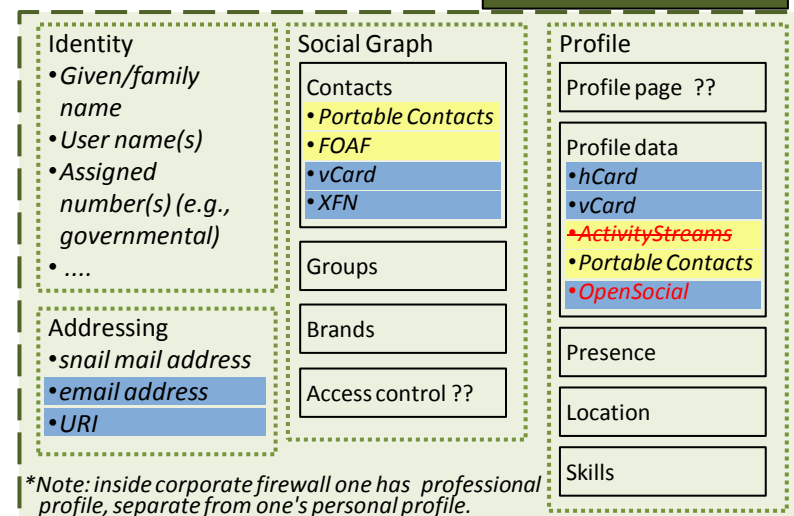 Identity
•Given/family
name
•User name(s)
•Assigned
number(s) (e.g.,
governmental)
• ....
Addressing
•snail mail address
•email address
•URI
Social Graph
Contacts
• Portable Contacts
• FOAF
• vCard
• XFN
Groups
Brands
Access control ??
Profile
Profile page ??
Profile data
•hCard
•vCard
•ActivityStreams
•Portable Contacts
•OpenSocial
Presence
Location
Skills
*Note: inside corporate firewall one has professional
profile, separate from one's personal profile.